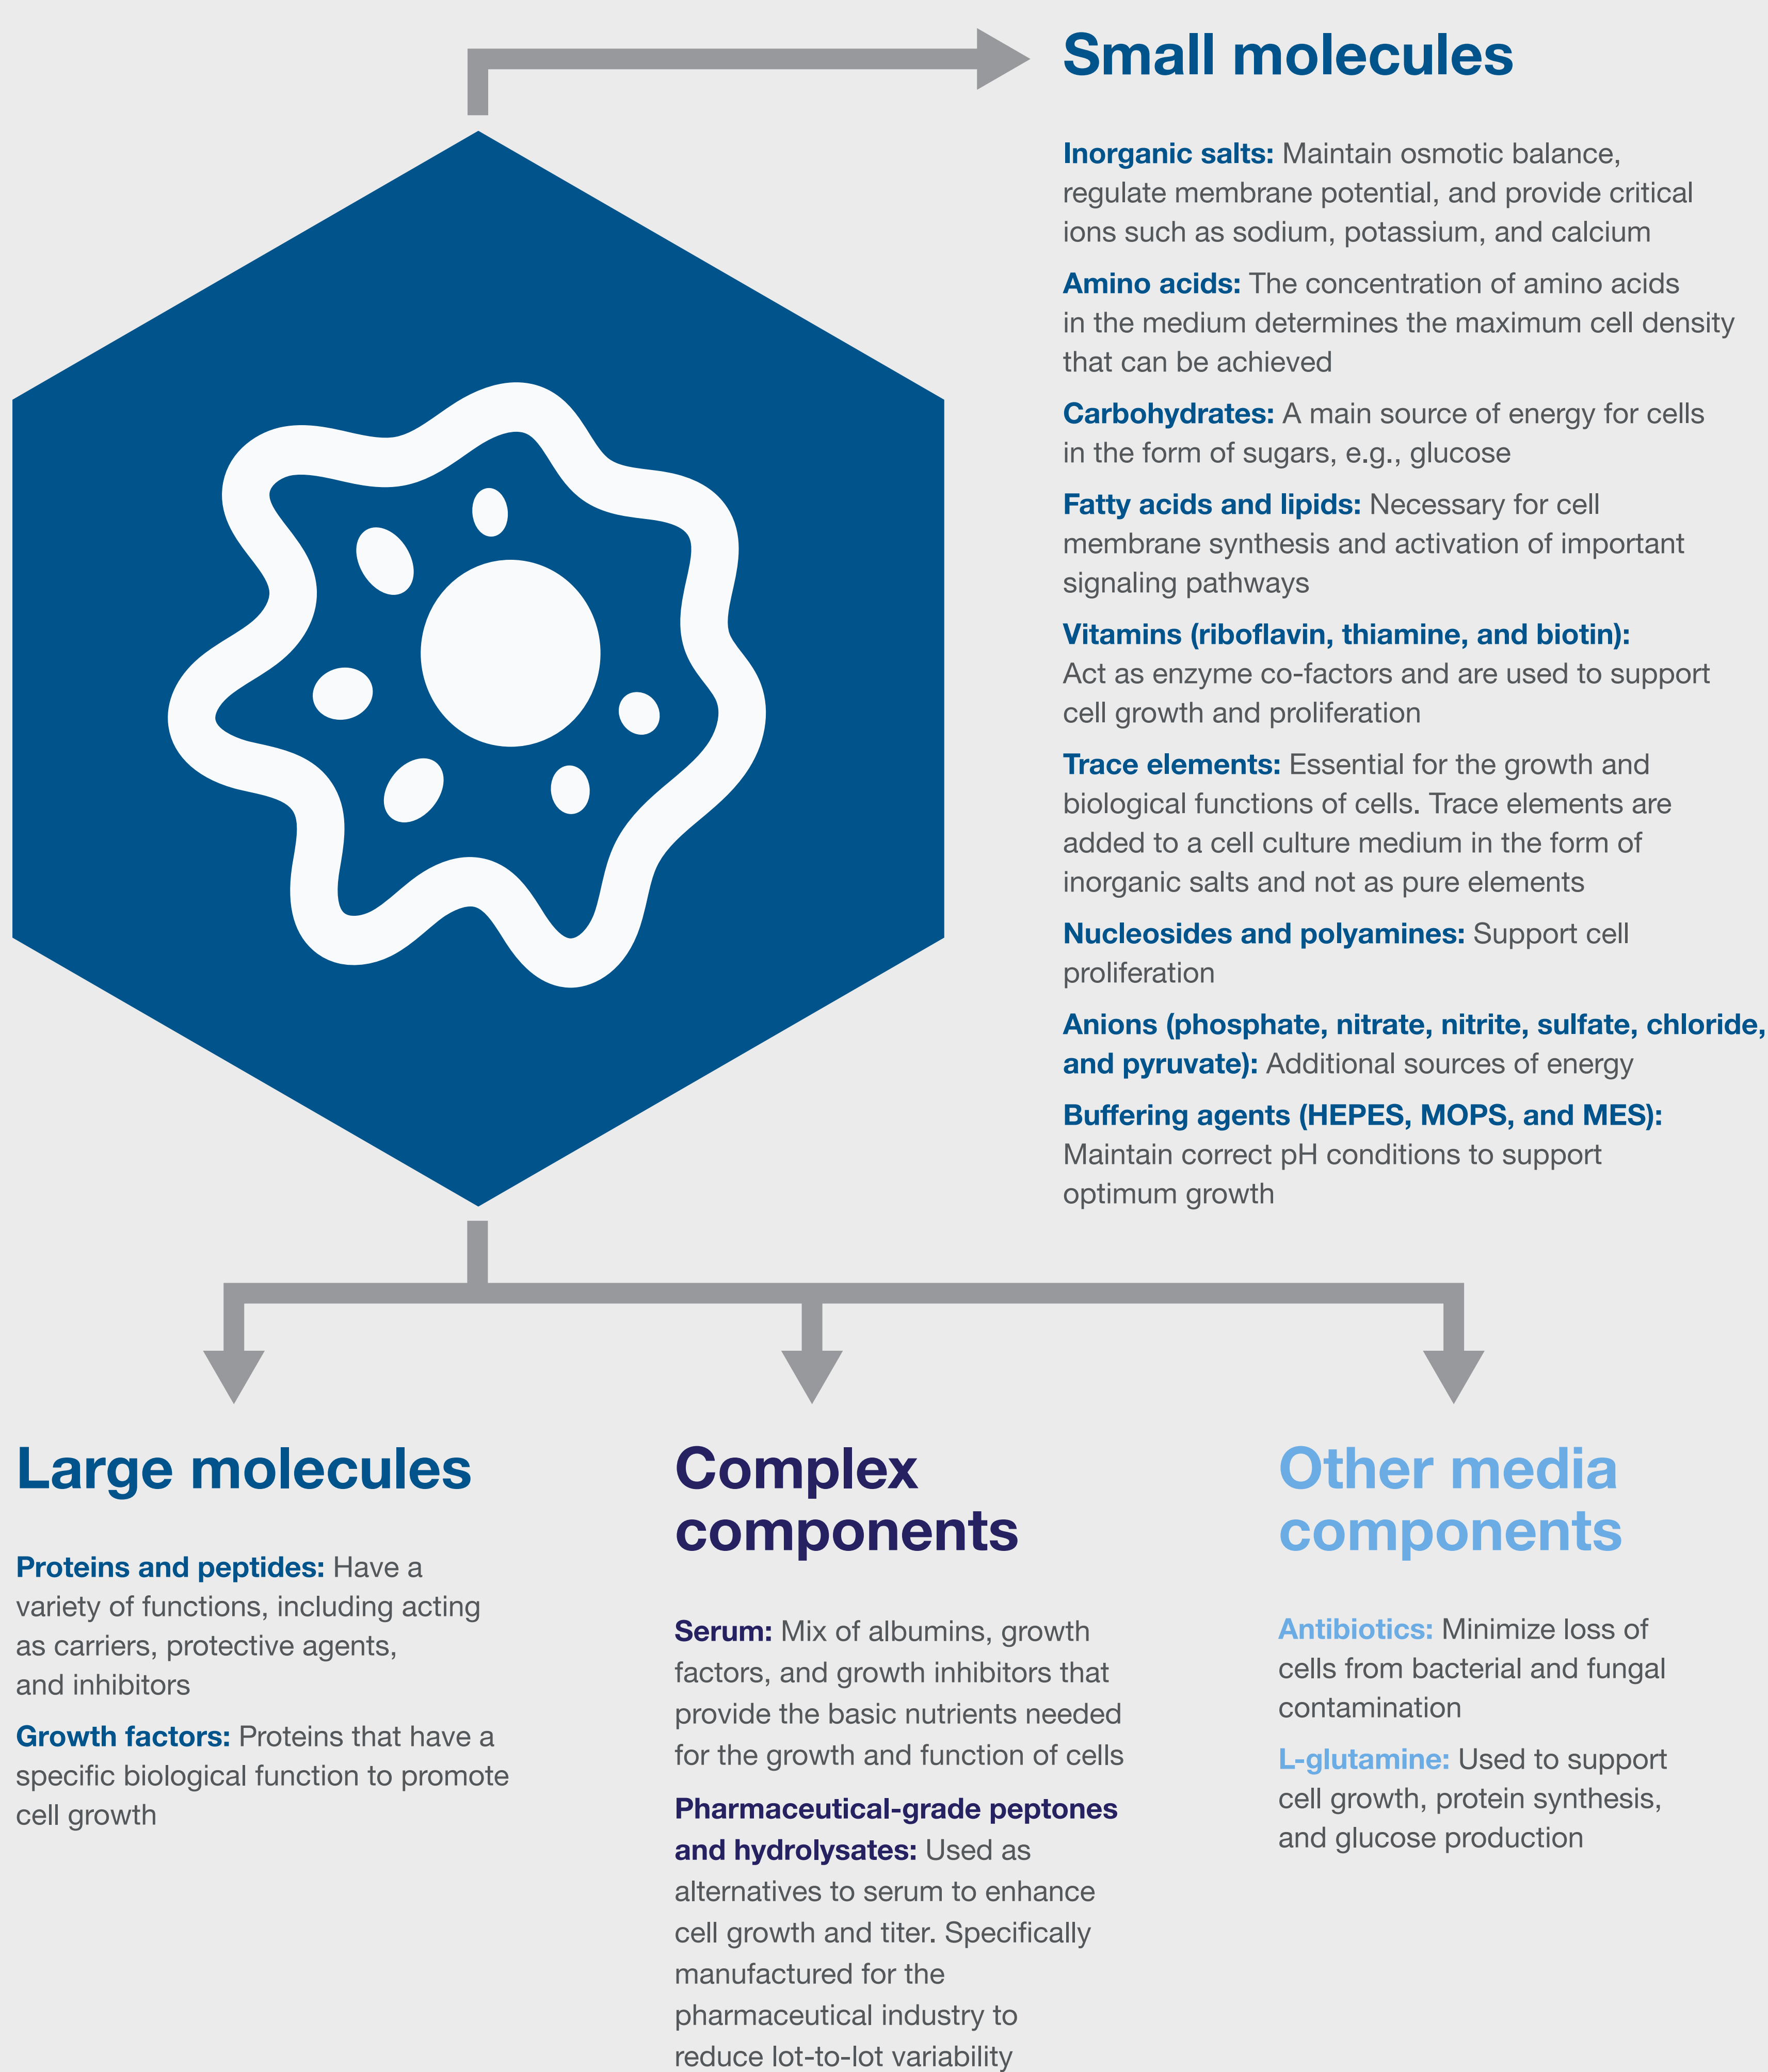 Small molecules
Inorganic salts: Maintain osmotic balance,
regulate membrane potential, and provide critical
ions such as sodium, potassium, and calcium
Amino acids: The concentration of amino acids
in the medium determines the maximum cell density
that can be achieved
Carbohydrates: A main source of energy for cells
in the form of sugars, e.g., glucose
Fatty acids and lipids: Necessary for cell
membrane synthesis and activation of important
signaling pathways
Vitamins (riboflavin, thiamine, and biotin):
Act as enzyme co-factors and are used to support
cell growth and proliferation
Trace elements: Essential for the growth and
biological functions of cells. Trace elements are
added to a cell culture medium in the form of
inorganic salts and not as pure elements
Nucleosides and polyamines: Support cell
proliferation
Anions (phosphate, nitrate, nitrite, sulfate, chloride,
and pyruvate): Additional sources of energy
Buffering agents (HEPES, MOPS, and MES):
Maintain correct pH conditions to support
optimum growth
Large molecules
Proteins and peptides: Have a
variety of functions, including acting
as carriers, protective agents,
and inhibitors
Growth factors: Proteins that have a
specific biological function to promote
cell growth
Complex
components
Serum: Mix of albumins, growth
factors, and growth inhibitors that
provide the basic nutrients needed
for the growth and function of cells
Pharmaceutical-grade peptones
and hydrolysates: Used as
alternatives to serum to enhance
cell growth and titer. Specifically
manufactured for the
pharmaceutical industry to
reduce lot-to-lot variability
Other media
components
Antibiotics: Minimize loss of
cells from bacterial and fungal
contamination
L-glutamine: Used to support
cell growth, protein synthesis,
and glucose production